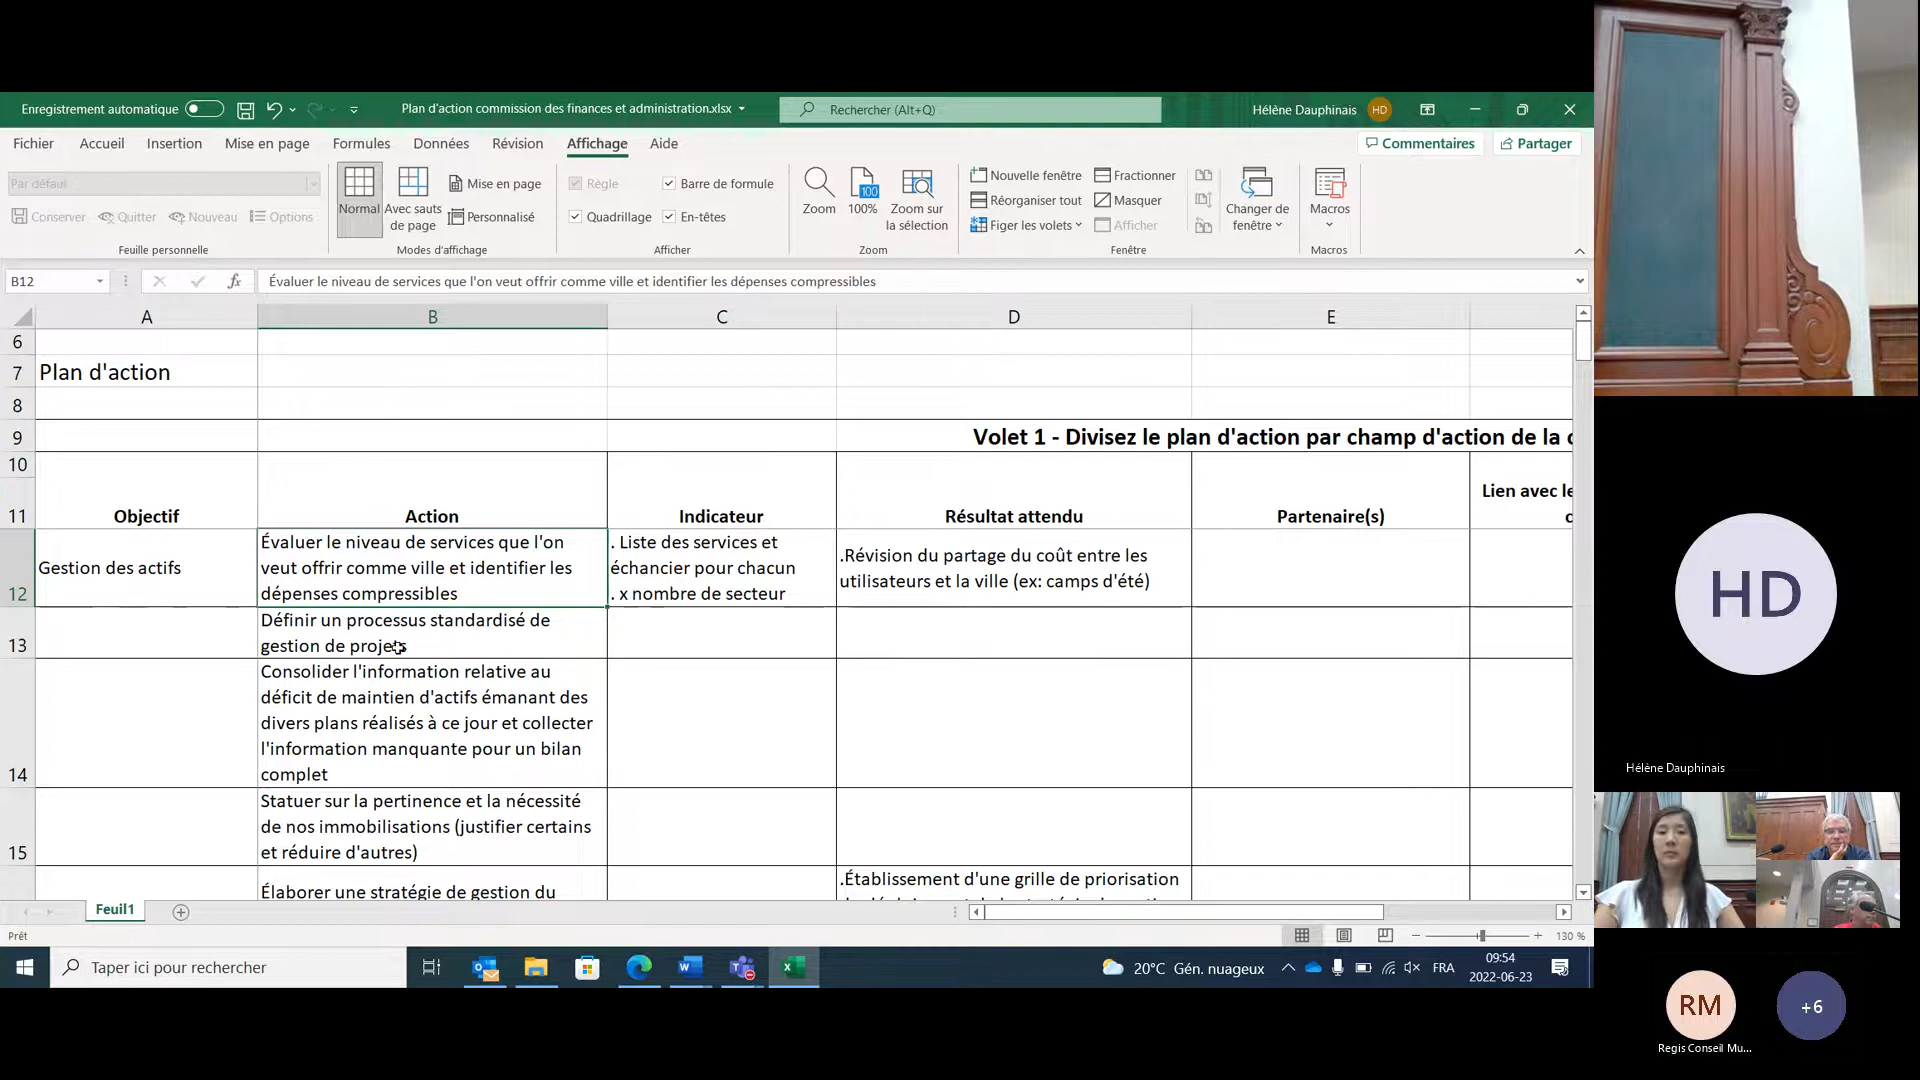 Enregistrement automatique
Plan d'action commission des finances et administration.xlsx
Rechercher (Alt+Q)
Hélène Dauphinais
HD
Fichier
Accueil
Insertion
Mise en page
Formules
Données
Révision
Affichage
Aide
Commentaires
Partager
Par défaut
Conserver
Quitter
Nouveau
Options
Feuille personnelle
Normal
Avec sauts
de page
Mise en page
Personnalisé
Modes d'affichage
Règle
Barre de formule
Quadrillage
En-têtes
Afficher
Zoom
100
100%
Zoom sur
la sélection
Zoom
Nouvelle fenêtre
Réorganiser tout
Figer les volets
Fractionner
Masquer
Afficher
Changer de
fenêtre
Fenêtre
Macros
Macros
B12
fx
Évaluer le niveau de services que l'on veut offrir comme ville et identifier les dépenses compressibles
A
B
C
D
E
6
7
Plan d'action
8
9
Volet 1 - Divisez le plan d'action par champ d'action de la
10
11
Objectif
Action
Indicateur
Résultat attendu
Partenaire(s)
Lien avec le
12
Gestion des actifs
Évaluer le niveau de services que l'on
veut offrir comme ville et identifier les
dépenses compressibles
. Liste des services et
échancier pour chacun
. x nombre de secteur
.Révision du partage du coût entre les
utilisateurs et la ville (ex: camps d'été)
13
Définir un processus standardisé de
gestion de projets
14
Consolider l'information relative au
déficit de maintien d'actifs émanant des
divers plans réalisés à ce jour et collecter
l'information manquante pour un bilan
complet
15
Statuer sur la pertinence et la nécessité
de nos immobilisations (justifier certains
et réduire d'autres)
Élaborer une stratégie de gestion du
.Établissement d'une grille de priorisation
Feuil1
Prêt
130 %
Taper ici pour rechercher
20°C Gén. nuageux
FRA
09:54
2022-06-23
HD
Hélène Dauphinais
RM
Regis Conseil Mu...
+6